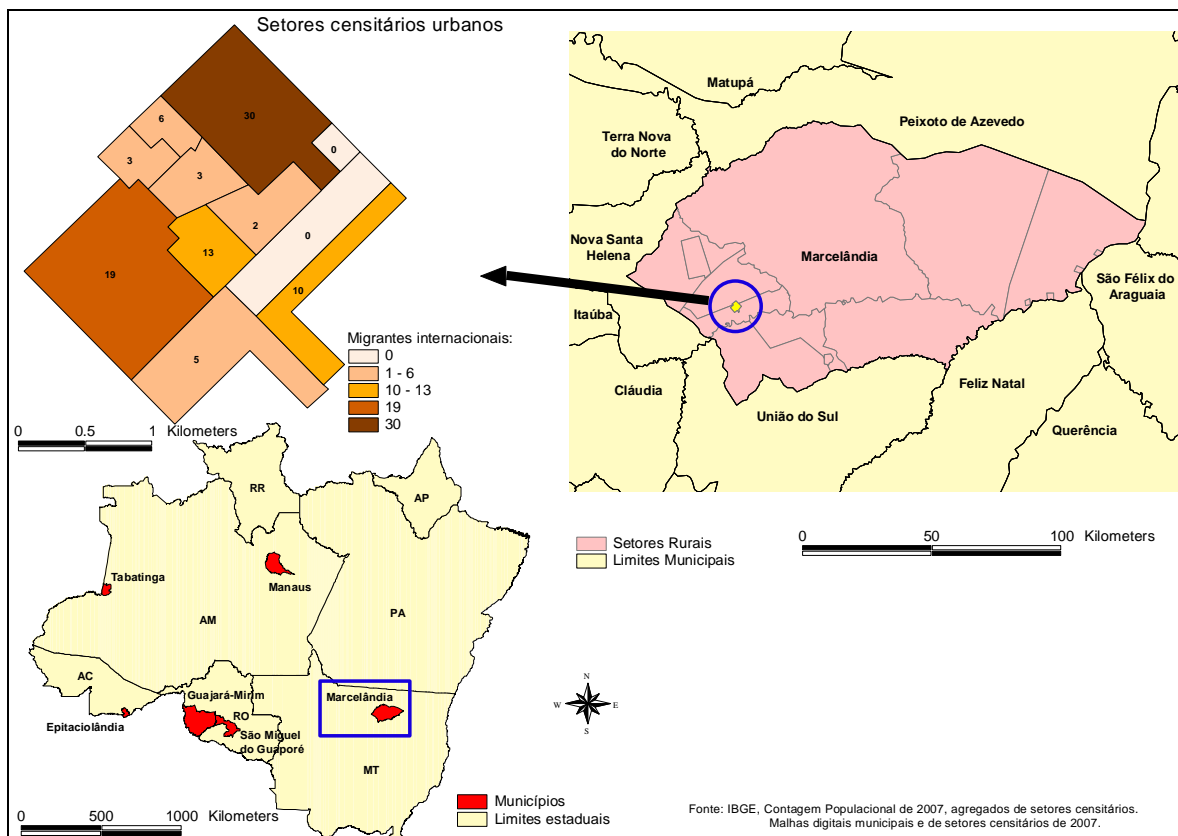 Setores censitários urbanos
30
6
0
3
3
2
0
13
19
10
5
Migrantes internacionais:
0
1 - 6
10 - 13
19
30
0 0.5 1 Kilometers
Matupá
Peixoto de Azevedo
Terra Nova
do Norte
Nova Santa
Helena
Marcelândia
São Félix do
Araguaia
Itaúba
Cláudia
Feliz Natal
União do Sul
Querência
Setores Rurais
Limites Municipais
0 50 100 Kilometers
RR
AP
Tabatinga
Manaus
AM
PA
AC
Guajará-Mirim
Marcelândia
RO
Epitaciolândia
São Miguel
do Guaporé
MT
N
W E
S
0 500 1000 Kilometers
Municípios
Limites estaduais
Fonte: IBGE, Contagem Populacional de 2007, agregados de setores censitários.
Malhas digitais municipais e de setores censitários de 2007.